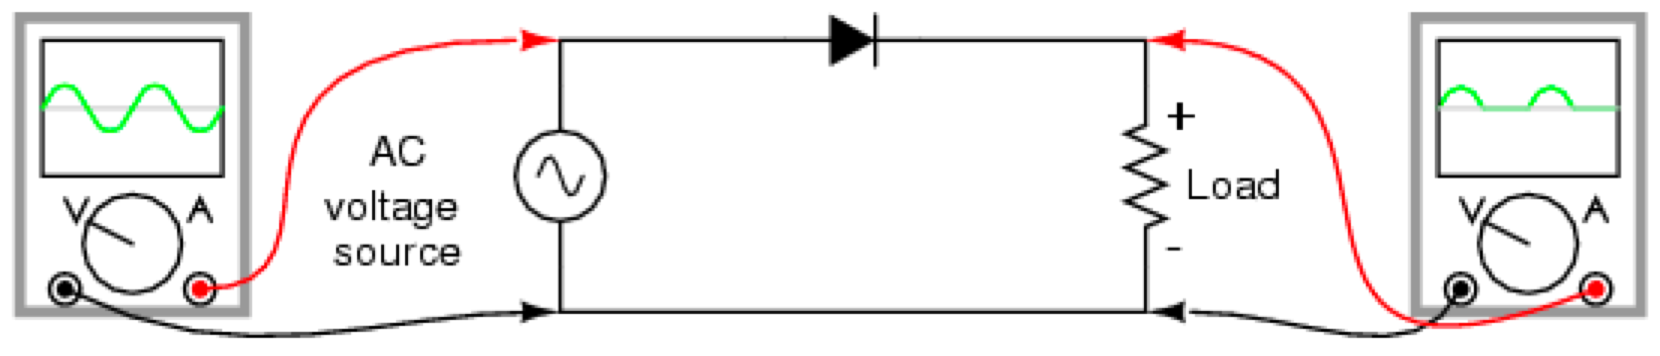 V A
AC
voltage
source
+
Load
-
V A